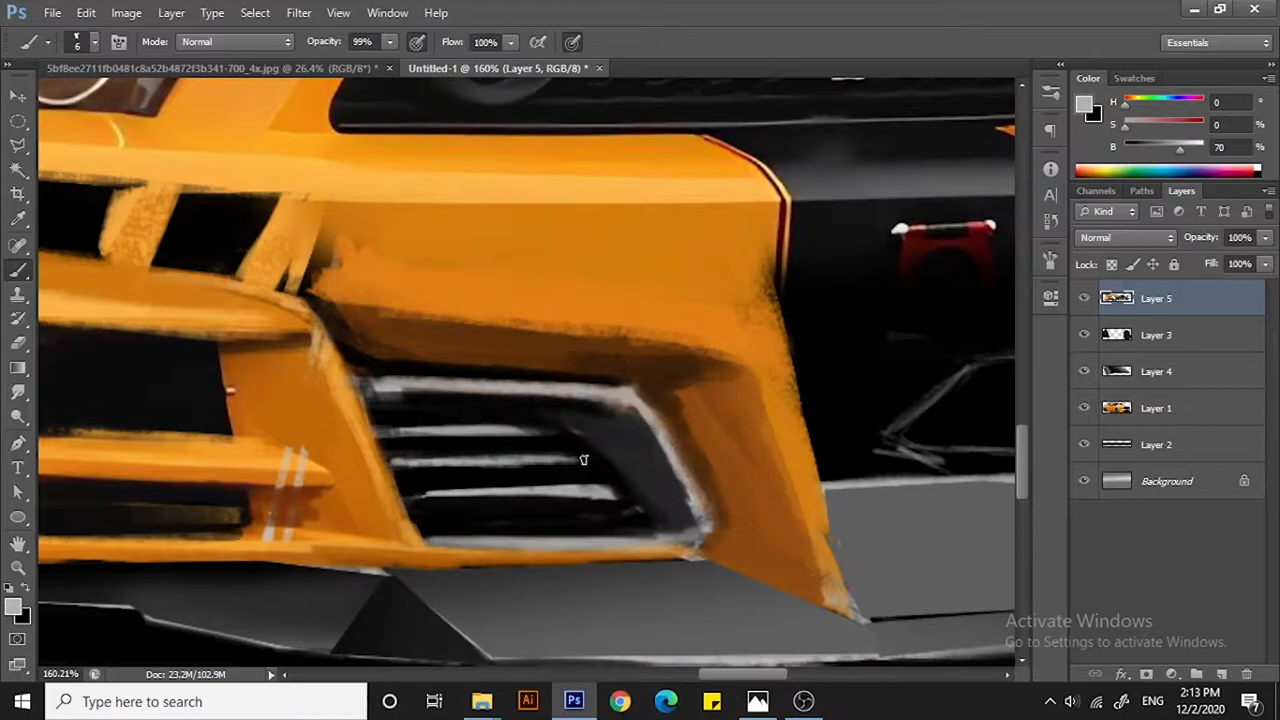 Ps File Edit Image Layer Type Select Filter View Window Help
6 Mode: Normal Opacity: 99% Flow: 100% Essentials
5bf8ee2711fb0481c8a52b4872f3b341-700_4x.jpg @ 26.4% (RGB/8*) * × Untitled-1 @ 160% (Layer 5, RGB/8) * ×
Color Swatches
H 0 °
S 0 %
B 70 %
Channels Paths Layers
Kind
Normal Opacity: 100%
Lock: Fill: 100%
Layer 5
Layer 3
Layer 4
Layer 1
Layer 2
Background
Activate Windows
Go to Settings to activate Windows.
160.21% Doc: 23.2M/102.9M
Type here to search Ai Ps ENG 2:13 PM
12/2/2020 7